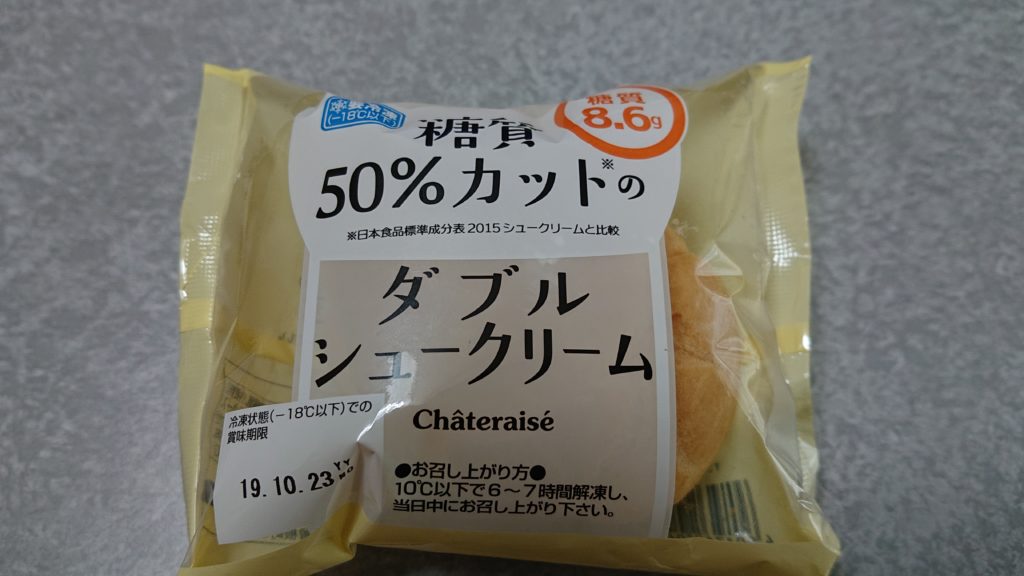 (−18℃以下)
糖質
8.6g
糖質
50%カット※の
※日本食品標準成分表2015シュークリームと比較
ダブル
シュークリーム
Châteraisé
冷凍状態(−18℃以下)での
賞味期限
19.10.23
●お召し上がり方●
10℃以下で6〜7時間解凍し、
当日中にお召し上がり下さい。